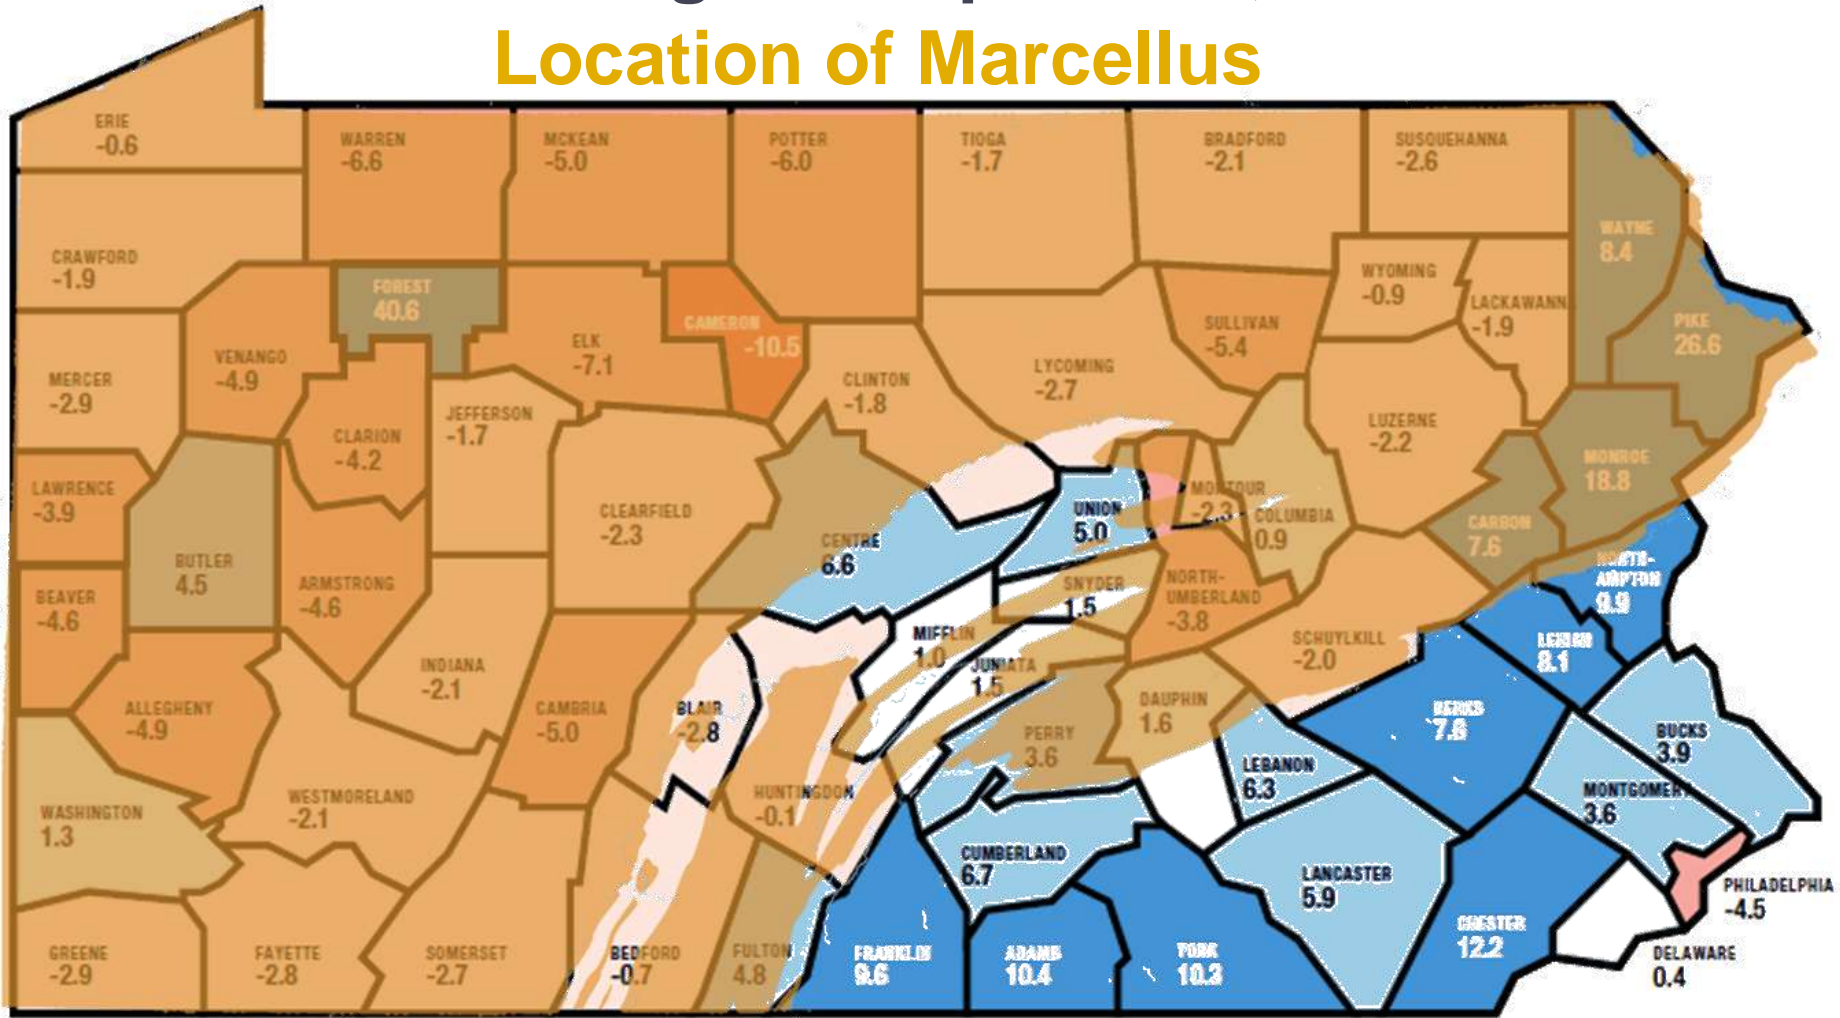 Location of Marcellus
ERIE
-0.6
WARREN
-6.6
MCKEAN
-5.0
POTTER
-6.0
TIOGA
-1.7
BRADFORD
-2.1
SUSQUEHANNA
-2.6
WAYNE
8.4
CRAWFORD
-1.9
FOREST
40.6
CAMERON
-10.5
ELK
-7.1
SULLIVAN
-5.4
WYOMING
-0.9
LACKAWANN
-1.9
PIKE
26.6
MERCER
-2.9
VENANGO
-4.9
JEFFERSON
-1.7
CLINTON
-1.8
LYCOMING
-2.7
LUZERNE
-2.2
CLARION
-4.2
MONROE
18.8
LAWRENCE
-3.9
CLEARFIELD
-2.3
UNION
5.0
MONTOUR
-2.3
COLUMBIA
0.9
CARBON
7.6
CENTRE
6.6
BUTLER
4.5
ARMSTRONG
-4.6
BEAVER
-4.6
SNYDER
1.5
NORTH-
UMBERLAND
-3.8
NORTH-
AMPTON
9.9
MIFFLIN
1.0
JUNIATA
1.5
SCHUYLKILL
-2.0
LEHIGH
8.1
INDIANA
-2.1
ALLEGHENY
-4.9
CAMBRIA
-5.0
BLAIR
-2.8
PERRY
3.6
DAUPHIN
1.6
BERKS
7.8
BUCKS
3.9
LEBANON
6.3
MONTGOMERY
3.6
WASHINGTON
1.3
WESTMORELAND
-2.1
HUNTINGDON
-0.1
CUMBERLAND
6.7
LANCASTER
5.9
PHILADELPHIA
-4.5
GREENE
-2.9
FAYETTE
-2.8
SOMERSET
-2.7
BEDFORD
-0.7
FULTON
4.8
FRANKLIN
9.6
ADAMS
10.4
YORK
10.3
CHESTER
12.2
DELAWARE
0.4